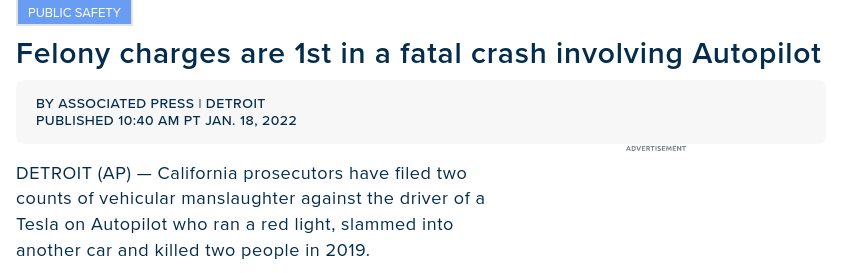 PUBLIC SAFETY
Felony charges are 1st in a fatal crash involving Autopilot
BY ASSOCIATED PRESS | DETROIT
PUBLISHED 10:40 AM PT JAN. 18, 2022
ADVERTISEMENT
DETROIT (AP) — California prosecutors have filed two
counts of vehicular manslaughter against the driver of a
Tesla on Autopilot who ran a red light, slammed into
another car and killed two people in 2019.